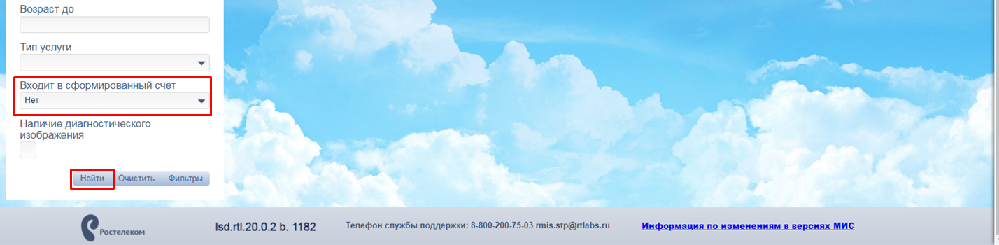 Возраст до
Тип услуги
Входит в сформированный счет
Нет
Наличие диагностического
изображения
Найти Очистить Фильтры
Ростелеком lsd.rtl.20.0.2 b. 1182 Телефон службы поддержки: 8-800-200-75-03 rmis.stp@rtlabs.ru Информация по изменениям в версиях МИС